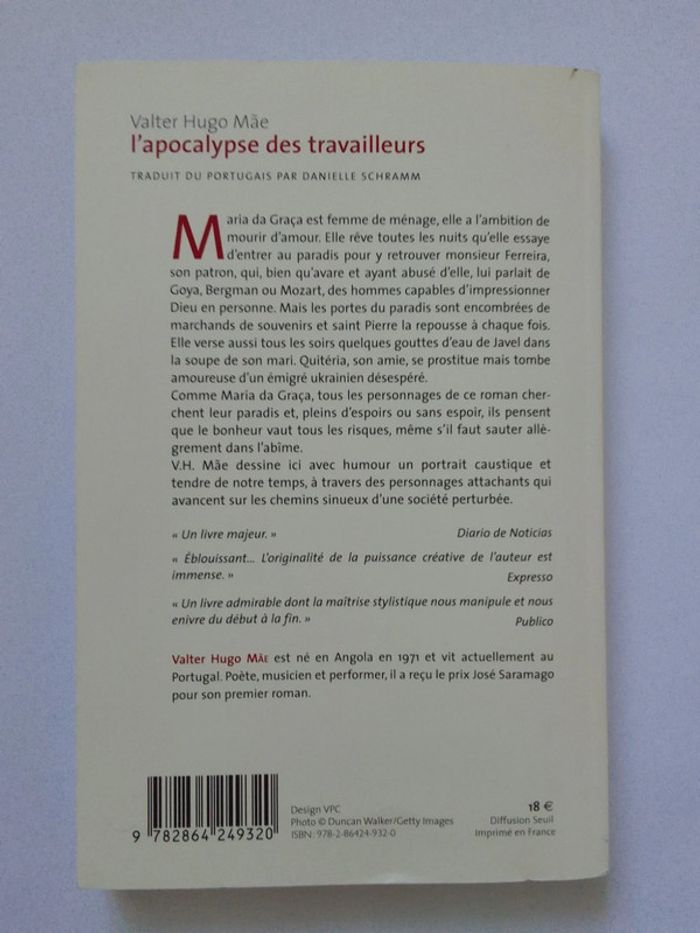 Valter Hugo Mãe
l'apocalypse des travailleurs
TRADUIT DU PORTUGAIS PAR DANIELLE SCHRAMM
Maria da Graça est femme de ménage, elle a l'ambition de
mourir d'amour. Elle rêve toutes les nuits qu'elle essaye
d'entrer au paradis pour y retrouver monsieur Ferreira,
son patron, qui, bien qu'avare et ayant abusé d'elle, lui parlait de
Goya, Bergman ou Mozart, des hommes capables d'impressionner
Dieu en personne. Mais les portes du paradis sont encombrées de
marchands de souvenirs et saint Pierre la repousse à chaque fois.
Elle verse aussi tous les soirs quelques gouttes d'eau de Javel dans
la soupe de son mari. Quitéria, son amie, se prostitue mais tombe
amoureuse d'un émigré ukrainien désespéré.
Comme Maria da Graça, tous les personnages de ce roman cher-
chent leur paradis et, pleins d'espoirs ou sans espoir, ils pensent
que le bonheur vaut tous les risques, même s'il faut sauter allè-
grement dans l'abîme.
V.H. Mãe dessine ici avec humour un portrait caustique et
tendre de notre temps, à travers des personnages attachants qui
avancent sur les chemins sinueux d'une société perturbée.
« Un livre majeur. » Diario de Noticias
« Éblouissant... L'originalité de la puissance créative de l'auteur est
immense. » Expresso
« Un livre admirable dont la maîtrise stylistique nous manipule et nous
enivre du début à la fin. » Publico
Valter Hugo Mãe est né en Angola en 1971 et vit actuellement au
Portugal. Poète, musicien et performer, il a reçu le prix José Saramago
pour son premier roman.
Design VPC 18 €
Photo © Duncan Walker/Getty Images Diffusion Seuil
ISBN: 978-2-86424-932-0 Imprimé en France
9 782864 249320